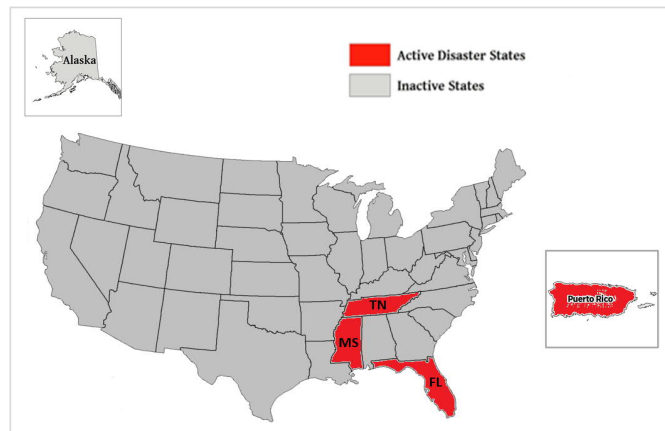 Alaska
Active Disaster States
Inactive States
TN
MS
FL
Puerto Rico